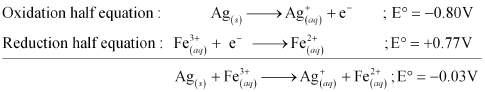 Oxidation half equation : Ag(s) ⟶ Ag⁺(aq) + e⁻ ; E° = −0.80V
Reduction half equation : Fe³⁺(aq) + e⁻ ⟶ Fe²⁺(aq) ; E° = +0.77V
Ag(s) + Fe³⁺(aq) ⟶ Ag⁺(aq) + Fe²⁺(aq) ; E° = −0.03V